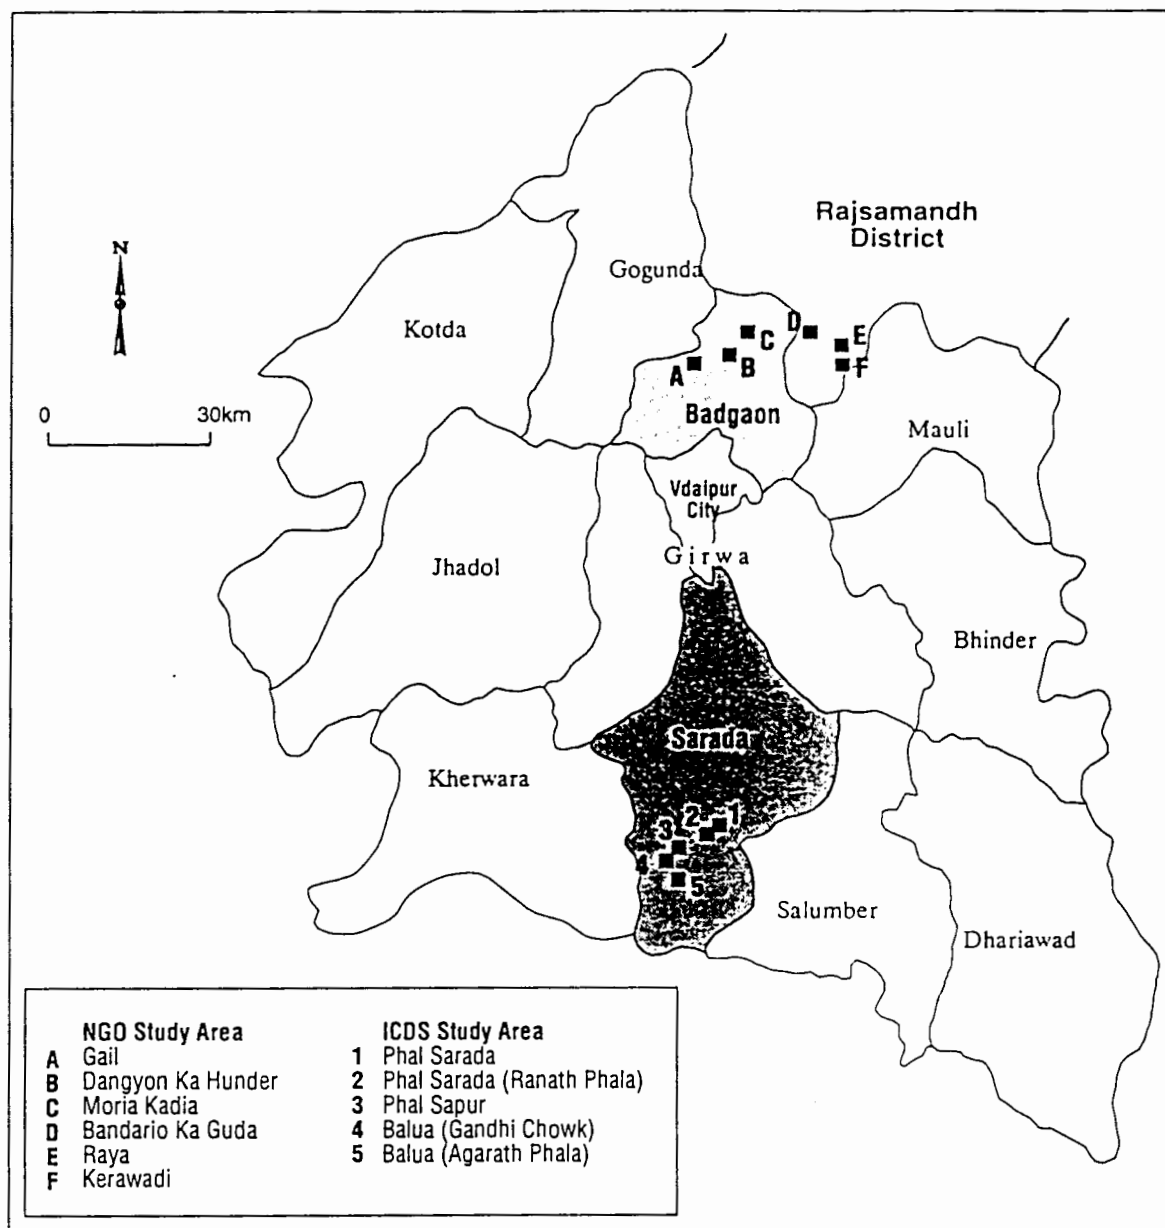 Rajsamandh
District
N
Gogunda
Kotda
C
D
E
B
A
F
0 30km
Badgaon
Mauli
Vdaipur
City
Girwa
Jhadol
Bhinder
Sarada
Kherwara
2 1
3
4
5
Salumber
Dhariawad
NGO Study Area
A Gail
B Dangyon Ka Hunder
C Moria Kadia
D Bandario Ka Guda
E Raya
F Kerawadi
ICDS Study Area
1 Phal Sarada
2 Phal Sarada (Ranath Phala)
3 Phal Sapur
4 Balua (Gandhi Chowk)
5 Balua (Agarath Phala)